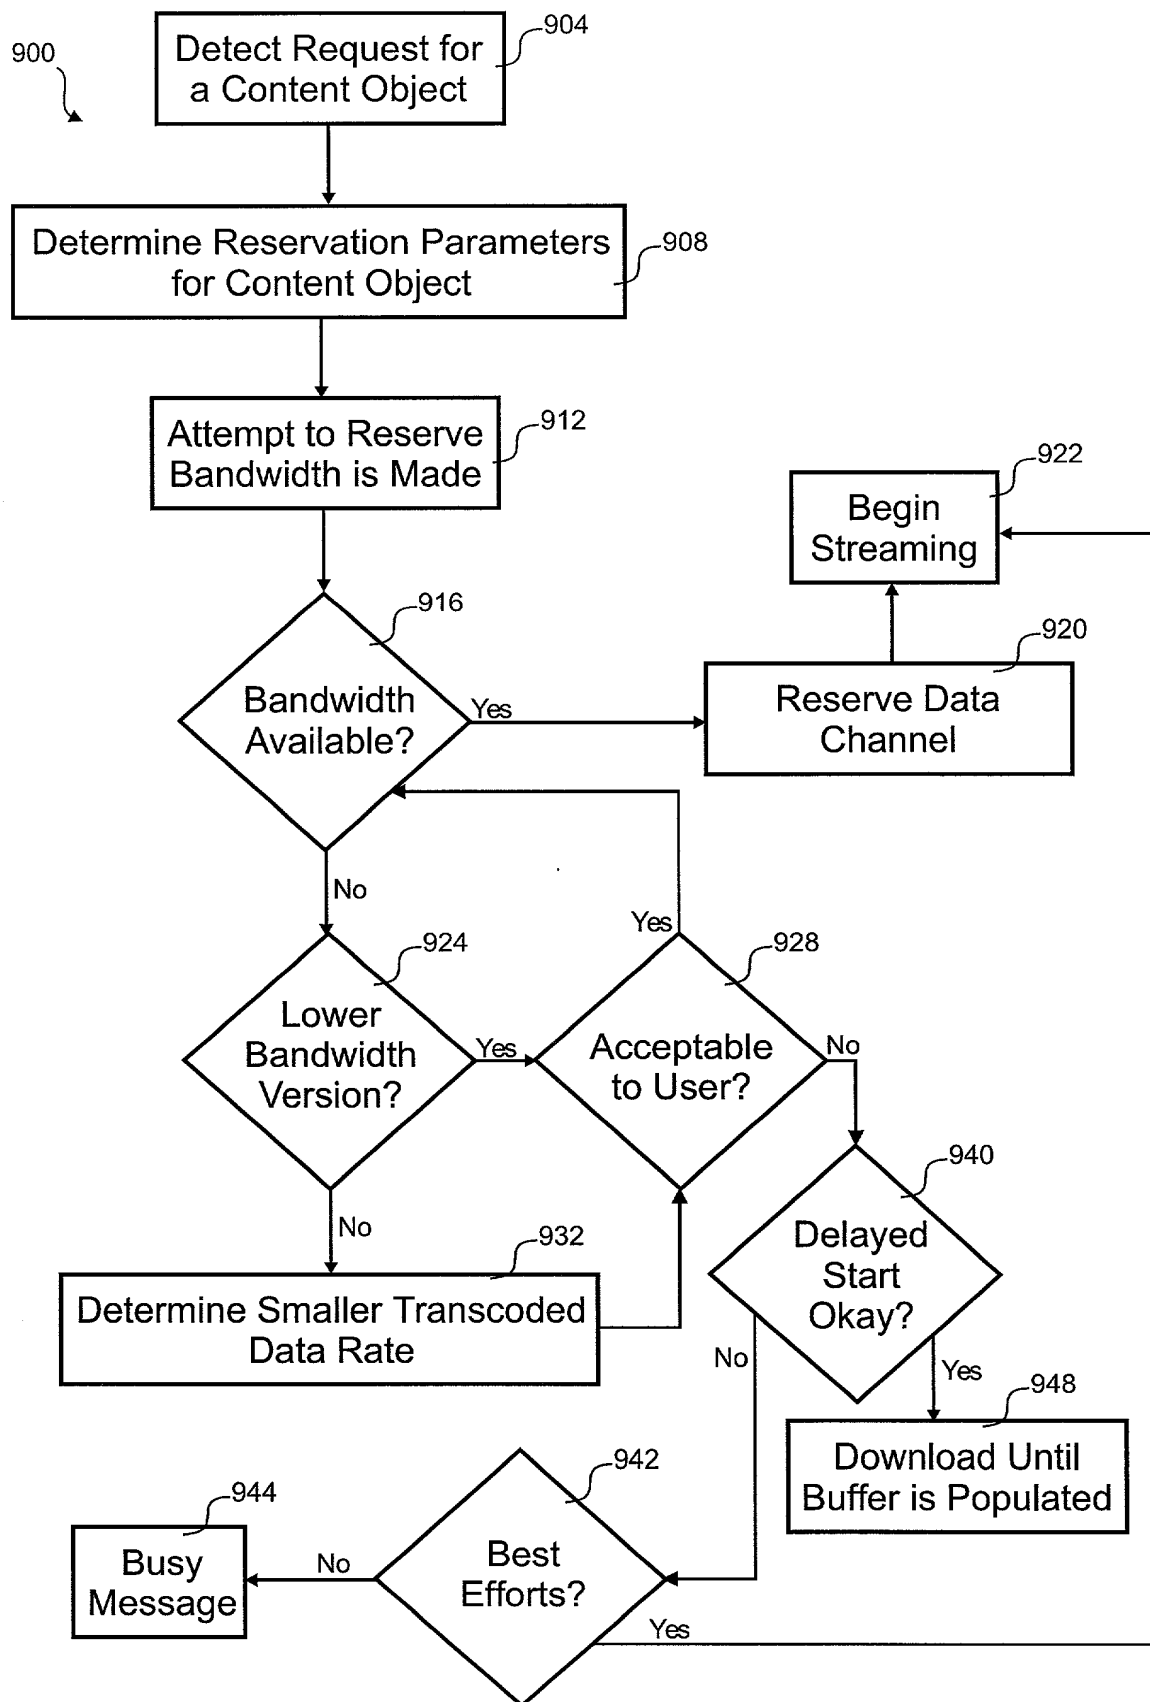 900
904
Detect Request for
a Content Object
908
Determine Reservation Parameters
for Content Object
912
Attempt to Reserve
Bandwidth is Made
922
Begin
Streaming
916
Bandwidth
Available?
Yes
920
Reserve Data
Channel
No
924
Lower
Bandwidth
Version?
Yes
Yes
928
Acceptable
to User?
No
No
932
Determine Smaller Transcoded
Data Rate
940
Delayed
Start
Okay?
No
Yes
948
Download Until
Buffer is Populated
942
Best
Efforts?
No
944
Busy
Message
Yes